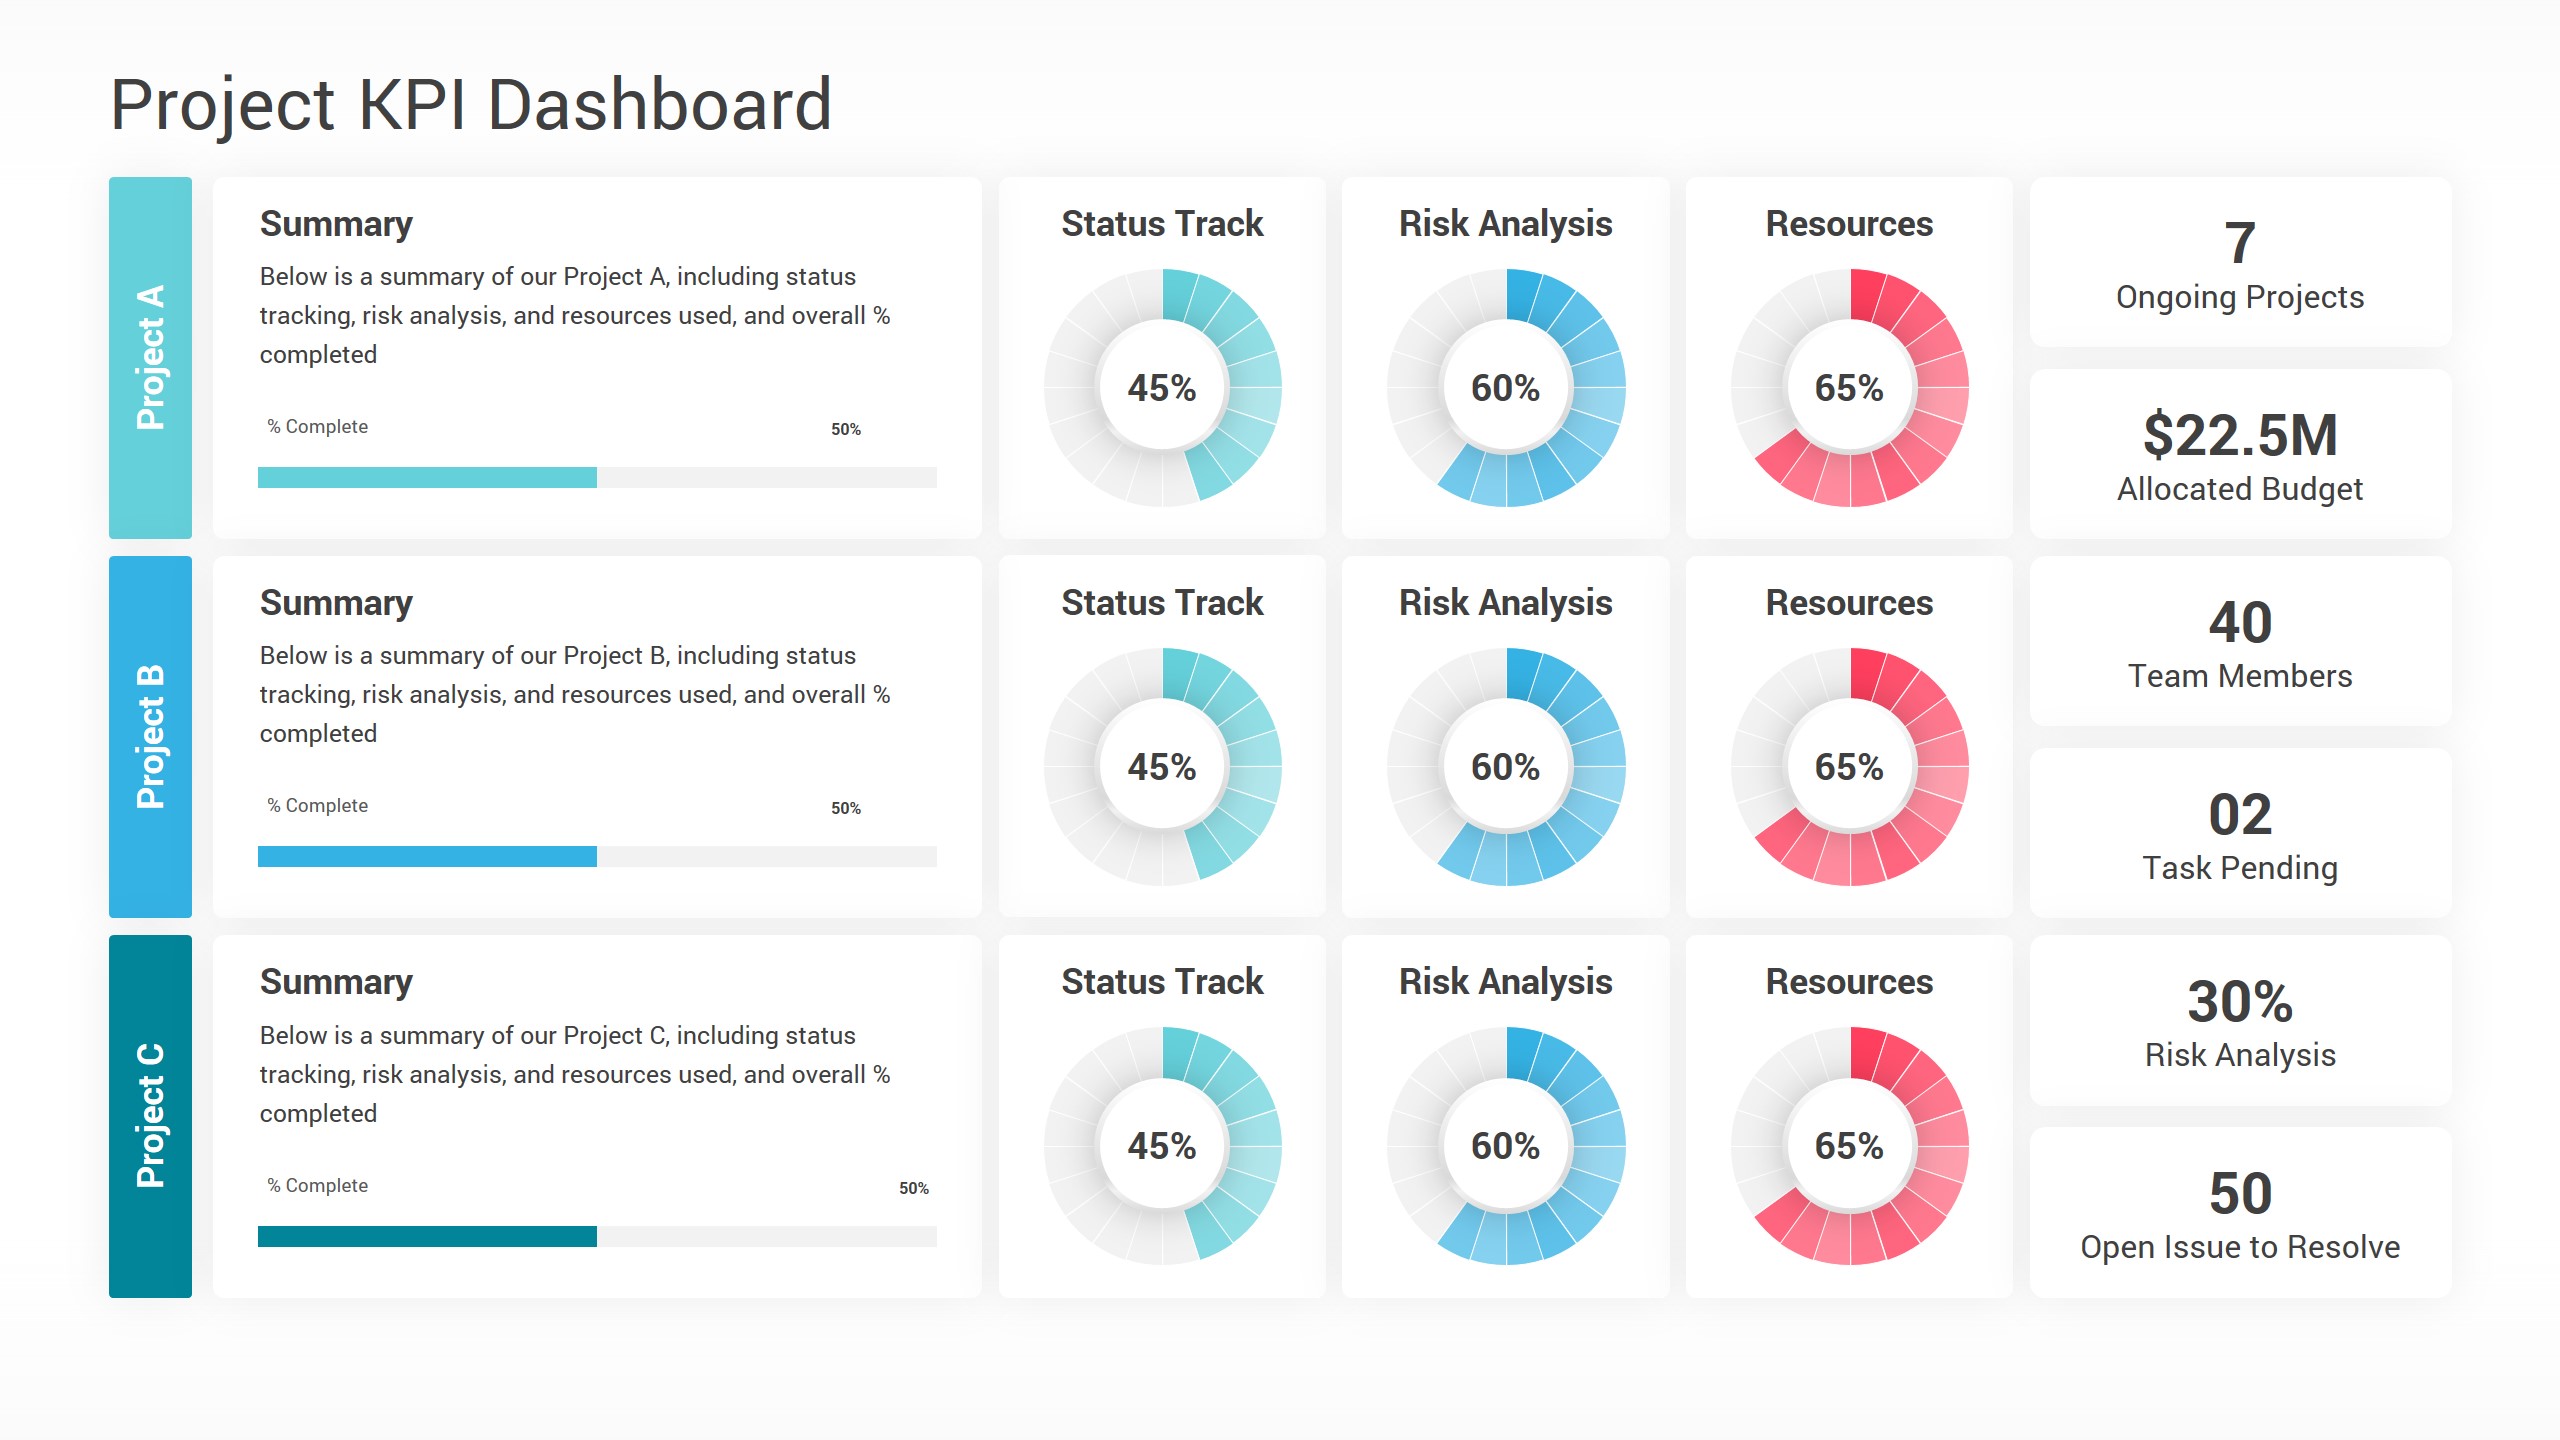 Project KPI Dashboard
Project A
Summary
Below is a summary of our Project A, including status
tracking, risk analysis, and resources used, and overall %
completed
% Complete
50%
Status Track
45%
Risk Analysis
60%
Resources
65%
7
Ongoing Projects
$22.5M
Allocated Budget
Project B
Summary
Below is a summary of our Project B, including status
tracking, risk analysis, and resources used, and overall %
completed
% Complete
50%
Status Track
45%
Risk Analysis
60%
Resources
65%
40
Team Members
02
Task Pending
Project C
Summary
Below is a summary of our Project C, including status
tracking, risk analysis, and resources used, and overall %
completed
% Complete
50%
Status Track
45%
Risk Analysis
60%
Resources
65%
30%
Risk Analysis
50
Open Issue to Resolve